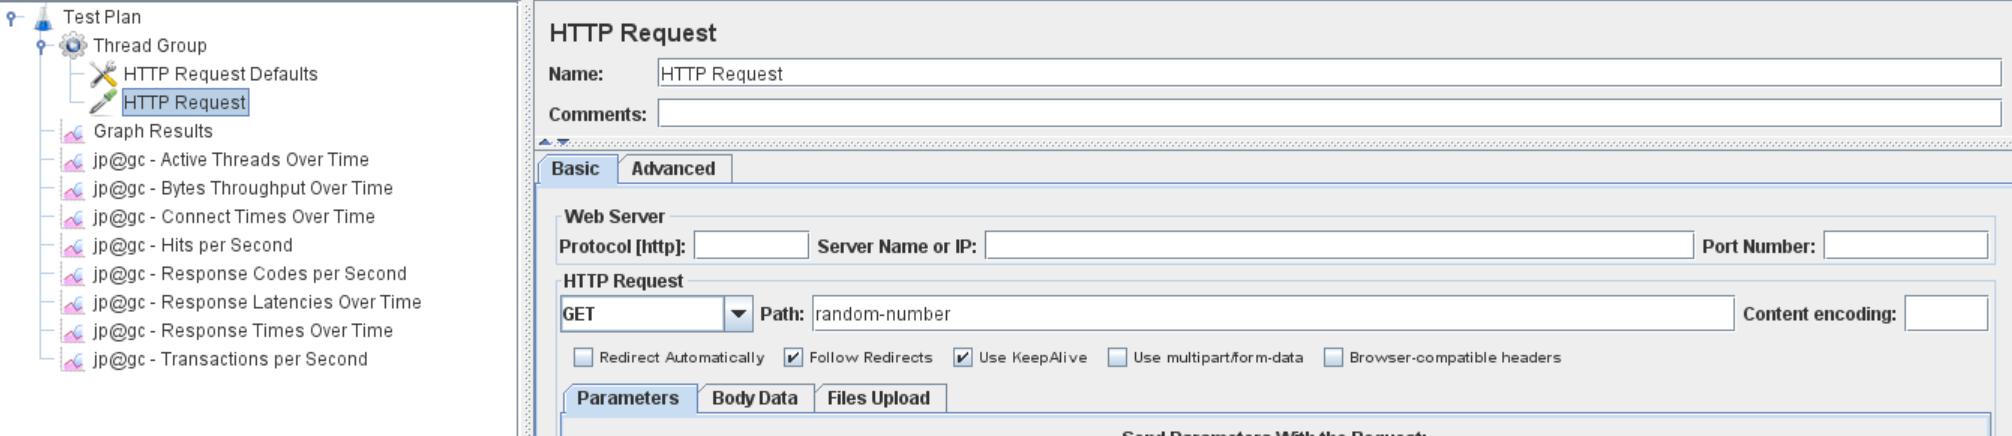 Test Plan
Thread Group
HTTP Request Defaults
HTTP Request
Graph Results
jp@gc - Active Threads Over Time
jp@gc - Bytes Throughput Over Time
jp@gc - Connect Times Over Time
jp@gc - Hits per Second
jp@gc - Response Codes per Second
jp@gc - Response Latencies Over Time
jp@gc - Response Times Over Time
jp@gc - Transactions per Second
HTTP Request
Name: HTTP Request
Comments:
Basic Advanced
Web Server
Protocol [http]: Server Name or IP: Port Number:
HTTP Request
GET Path: random-number Content encoding:
Redirect Automatically Follow Redirects Use KeepAlive Use multipart/form-data Browser-compatible headers
Parameters Body Data Files Upload
Send Parameters With the Request: